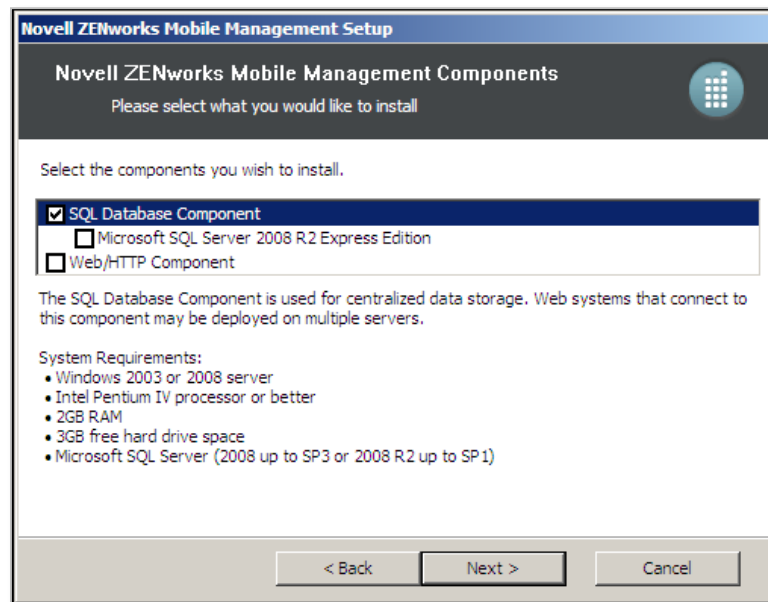 Novell ZENworks Mobile Management Setup
Novell ZENworks Mobile Management Components
Please select what you would like to install
Select the components you wish to install.
SQL Database Component
Microsoft SQL Server 2008 R2 Express Edition
Web/HTTP Component
The SQL Database Component is used for centralized data storage. Web systems that connect to
this component may be deployed on multiple servers.
System Requirements:
• Windows 2003 or 2008 server
• Intel Pentium IV processor or better
• 2GB RAM
• 3GB free hard drive space
• Microsoft SQL Server (2008 up to SP3 or 2008 R2 up to SP1)
< Back Next > Cancel